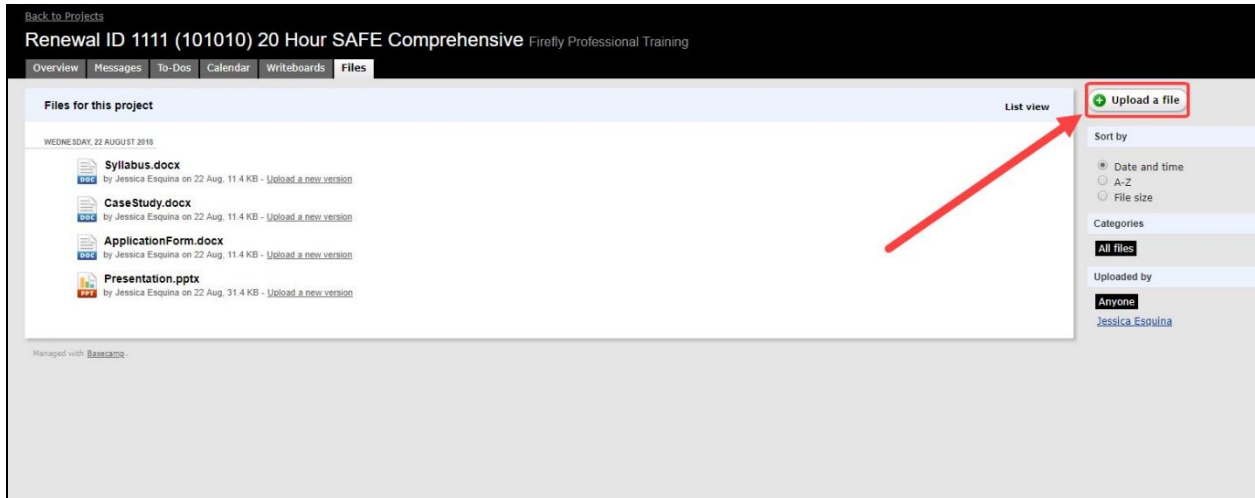 Back to Projects
Renewal ID 1111 (101010) 20 Hour SAFE Comprehensive Firefly Professional Training
Overview Messages To-Dos Calendar Writeboards Files
Files for this project List view
WEDNESDAY, 22 AUGUST 2018
DOC Syllabus.docx
by Jessica Esquina on 22 Aug, 11.4 KB - Upload a new version
DOC CaseStudy.docx
by Jessica Esquina on 22 Aug, 11.4 KB - Upload a new version
DOC ApplicationForm.docx
by Jessica Esquina on 22 Aug, 11.4 KB - Upload a new version
PPT Presentation.pptx
by Jessica Esquina on 22 Aug, 31.4 KB - Upload a new version
Managed with Basecamp.
Upload a file
Sort by
Date and time
A-Z
File size
Categories
All files
Uploaded by
Anyone
Jessica Esquina